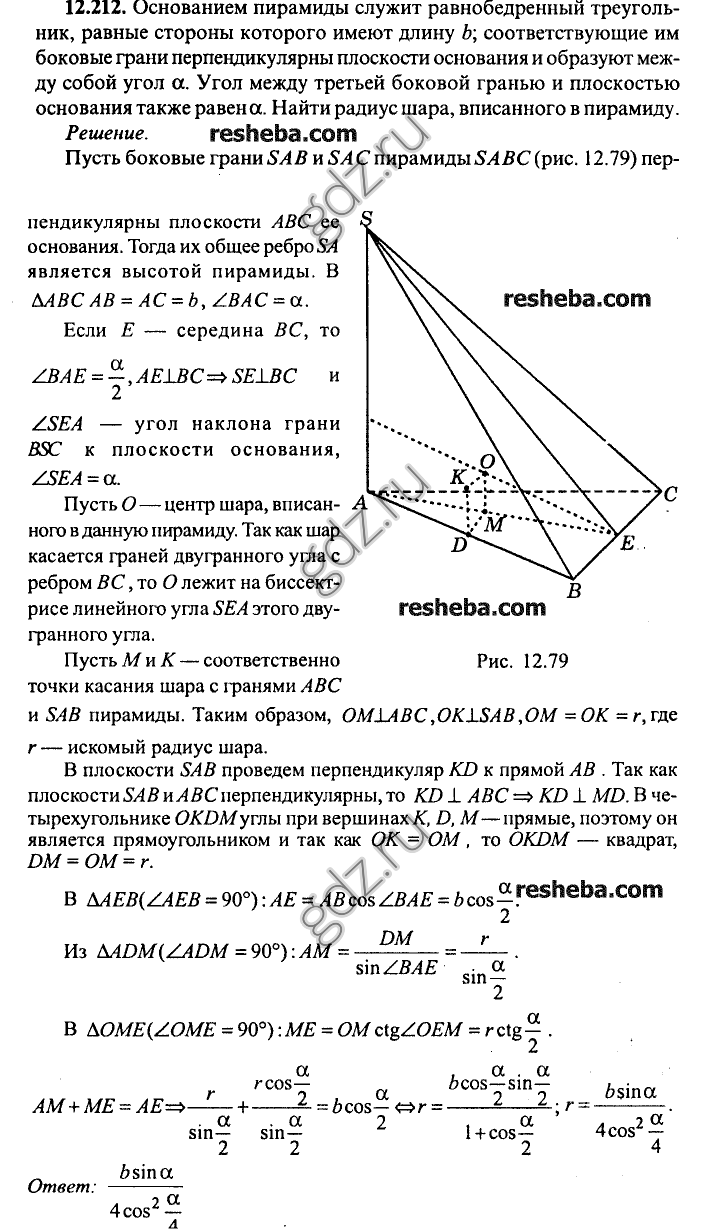 12.212. Основанием пирамиды служит равнобедренный треуголь-
ник, равные стороны которого имеют длину b; соответствующие им
боковые грани перпендикулярны плоскости основания и образуют меж-
ду собой угол α. Угол между третьей боковой гранью и плоскостью
основания также равен α. Найти радиус шара, вписанного в пирамиду.
Решение. resheba.com
Пусть боковые грани SAB и SAC пирамиды SABC (рис. 12.79) пер-
пендикулярны плоскости ABC ее
основания. Тогда их общее ребро SA
является высотой пирамиды. В
ΔABC AB = AC = b, ∠BAC = α.
Если E — середина BC, то
∠BAE = α/2, AE⊥BC ⇒ SE⊥BC и
∠SEA — угол наклона грани
BSC к плоскости основания,
∠SEA = α.
Пусть O — центр шара, вписан-
ного в данную пирамиду. Так как шар
касается граней двугранного угла с
ребром BC, то O лежит на биссект-
рисе линейного угла SEA этого дву-
гранного угла.
Пусть M и K — соответственно
точки касания шара с гранями ABC
S
resheba.com
O
K
A
C
M
D
E
B
resheba.com
Рис. 12.79
и SAB пирамиды. Таким образом, OM⊥ABC, OK⊥SAB, OM = OK = r, где
r — искомый радиус шара.
В плоскости SAB проведем перпендикуляр KD к прямой AB . Так как
плоскости SAB и ABC перпендикулярны, то KD ⊥ ABC ⇒ KD ⊥ MD. В че-
тырехугольнике OKDM углы при вершинах K, D, M — прямые, поэтому он
является прямоугольником и так как OK = OM , то OKDM — квадрат,
DM = OM = r.
В ΔAEB(∠AEB = 90°): AE = AB cos∠BAE = b cos α/2. resheba.com
Из ΔADM(∠ADM = 90°): AM = DM/sin∠BAE = r/sin α/2 .
В ΔOME(∠OME = 90°): ME = OM ctg∠OEM = r ctg α/2 .
AM + ME = AE ⇒ r/sin α/2 + r cos α/2 / sin α/2 = b cos α/2 ⇔ r = b cos α/2 sin α/2 / 1 + cos α/2 ; r = b sin α / 4cos² α/4 .
Ответ: b sin α / 4cos² α/4
gdz.ru
gdz.ru
gdz.ru